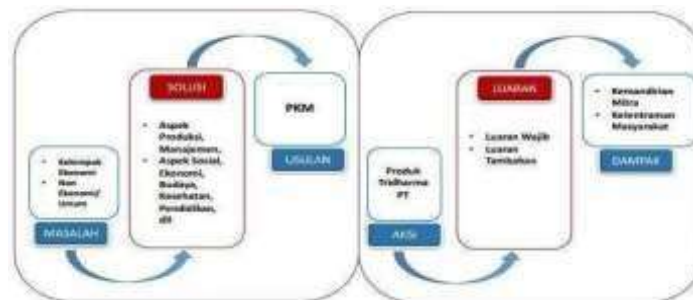 SOLUSI
• Aspek
Produksi,
Manajemen,
• Aspek Sosial,
Ekonomi,
Budaya,
Kesehatan,
Pendidikan,
dll
PKM
USULAN
• Kelompok
Ekonomi
• Non
Ekonomi/
Umum
MASALAH
LUARAN
• Luaran Wajib
• Luaran
Tambahan
• Kemandirian
Mitra
• Ketentraman
Masyarakat
DAMPAK
Produk
Tridharma
PT
AKSI